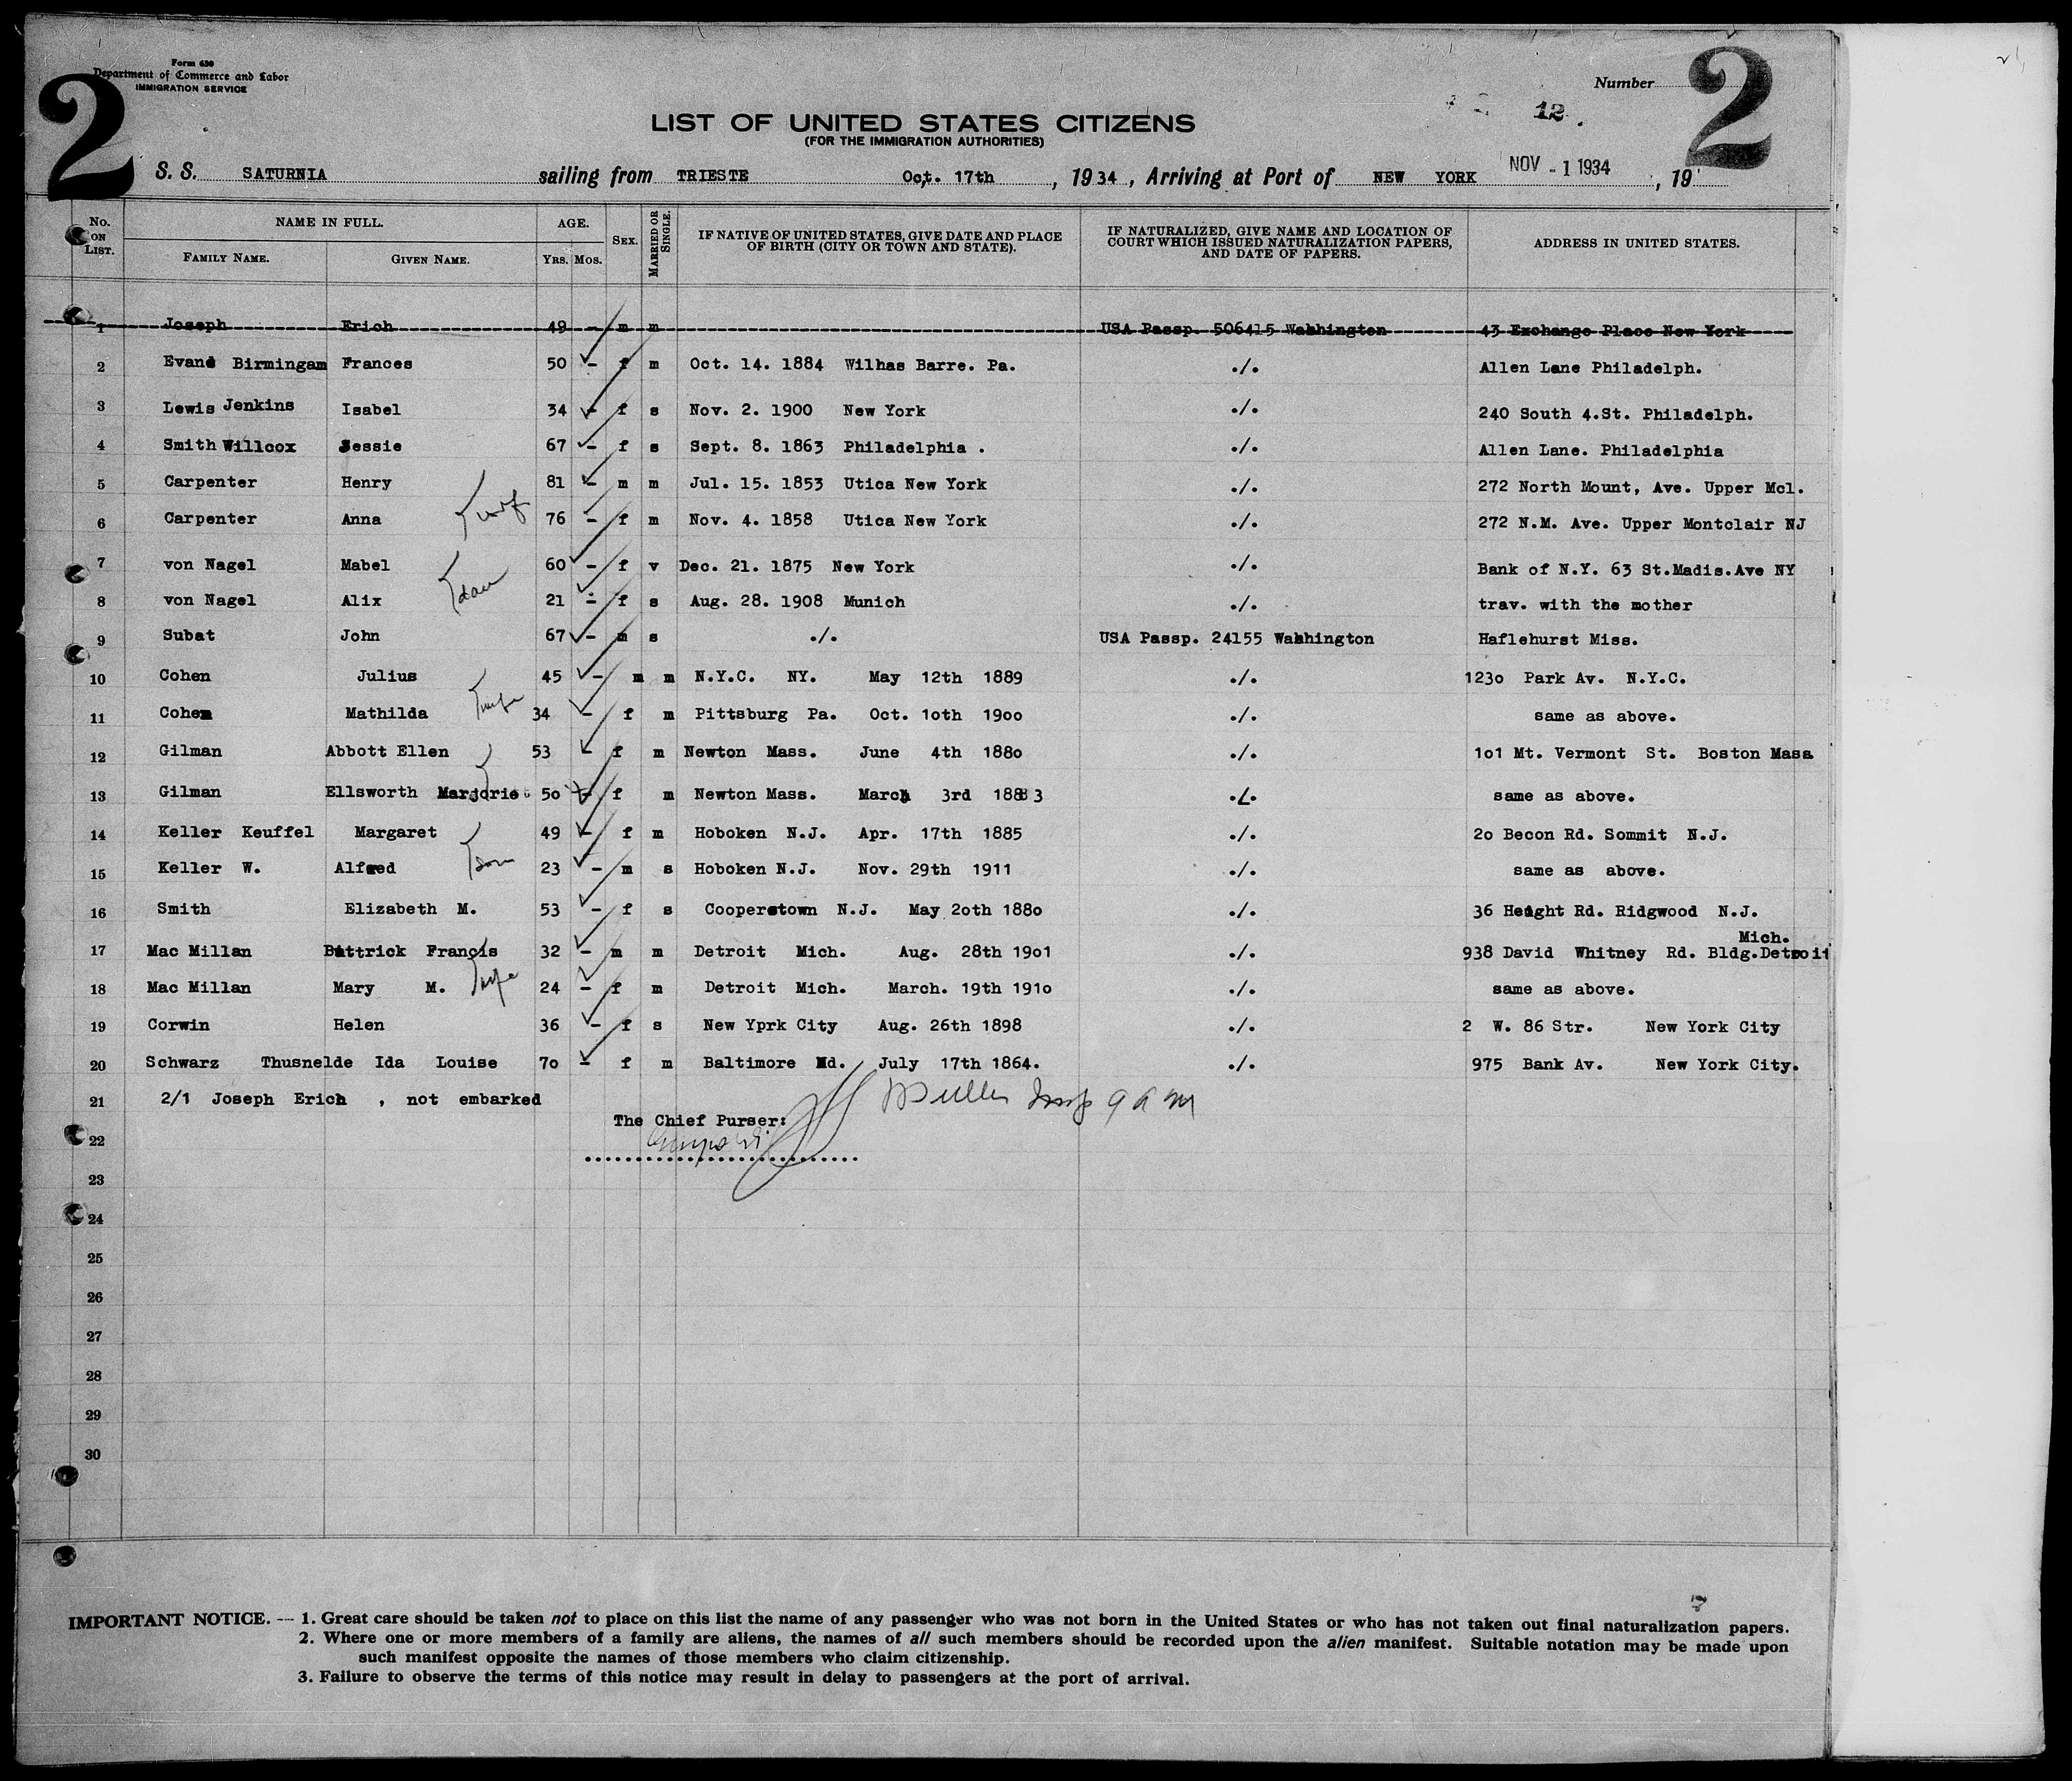 Form 630
Department of Commerce and Labor
IMMIGRATION SERVICE
2
Number
2
12.
LIST OF UNITED STATES CITIZENS
(FOR THE IMMIGRATION AUTHORITIES)
S. S. SATURNIA sailing from TRIESTE Oct. 17th , 1934 , Arriving at Port of NEW YORK NOV - 1 1934 , 19
No. ON LIST. NAME IN FULL. FAMILY NAME. GIVEN NAME. AGE. YRS. MOS. SEX. MARRIED OR SINGLE. IF NATIVE OF UNITED STATES, GIVE DATE AND PLACE OF BIRTH (CITY OR TOWN AND STATE). IF NATURALIZED, GIVE NAME AND LOCATION OF COURT WHICH ISSUED NATURALIZATION PAPERS, AND DATE OF PAPERS. ADDRESS IN UNITED STATES.
1 Joseph Erich 49 - m m USA Passp. 506415 Wahhington 43 Exchange Place New York
2 Evand Birmingam Frances 50 - f m Oct. 14. 1884 Wilhas Barre. Pa. ./. Allen Lane Philadelph.
3 Lewis Jenkins Isabel 34 - f s Nov. 2. 1900 New York ./. 240 South 4.St. Philadelph.
4 Smith Willcox Jessie 67 - f s Sept. 8. 1863 Philadelphia . ./. Allen Lane. Philadelphia
5 Carpenter Henry 81 - m m Jul. 15. 1853 Utica New York ./. 272 North Mount, Ave. Upper Mcl.
6 Carpenter Anna wif 76 - f m Nov. 4. 1858 Utica New York ./. 272 N.M. Ave. Upper Montclair NJ
7 von Nagel Mabel 60 - f v Dec. 21. 1875 New York ./. Bank of N.Y. 63 St.Madis.Ave NY
8 von Nagel Alix dau 21 - f s Aug. 28. 1908 Munich ./. trav. with the mother
9 Subat John 67 - m s ./. USA Passp. 24155 Wahhington Haflehurst Miss.
10 Cohen Julius 45 - m m N.Y.C. NY. May 12th 1889 ./. 123o Park Av. N.Y.C.
11 Cohen Mathilda wife 34 - f m Pittsburg Pa. Oct. 1oth 19oo ./. same as above.
12 Gilman Abbott Ellen 53 - f m Newton Mass. June 4th 188o ./. 1o1 Mt. Vermont St. Boston Mass
13 Gilman Ellsworth Marjorie 5o - f m Newton Mass. March 3rd 1883 ./. same as above.
14 Keller Keuffel Margaret 49 - f m Hoboken N.J. Apr. 17th 1885 ./. 2o Becon Rd. Sommit N.J.
15 Keller W. Alfred son 23 - m s Hoboken N.J. Nov. 29th 1911 ./. same as above.
16 Smith Elizabeth M. 53 - f s Cooperstown N.J. May 2oth 188o ./. 36 Height Rd. Ridgwood N.J.
17 Mac Millan Buttrick Francis 32 - m m Detroit Mich. Aug. 28th 19o1 ./. 938 David Whitney Rd. Bldg.Detroit Mich.
18 Mac Millan Mary M. wife 24 - f m Detroit Mich. March. 19th 191o ./. same as above.
19 Corwin Helen 36 - f s New Yprk City Aug. 26th 1898 ./. 2 W. 86 Str. New York City
20 Schwarz Thusnelde Ida Louise 7o - f m Baltimore Md. July 17th 1864. ./. 975 Bank Av. New York City.
21 2/1 Joseph Erich , not embarked
The Chief Purser:
22
23
24
25
26
27
28
29
30
IMPORTANT NOTICE. — 1. Great care should be taken not to place on this list the name of any passenger who was not born in the United States or who has not taken out final naturalization papers.
2. Where one or more members of a family are aliens, the names of all such members should be recorded upon the alien manifest. Suitable notation may be made upon
such manifest opposite the names of those members who claim citizenship.
3. Failure to observe the terms of this notice may result in delay to passengers at the port of arrival.